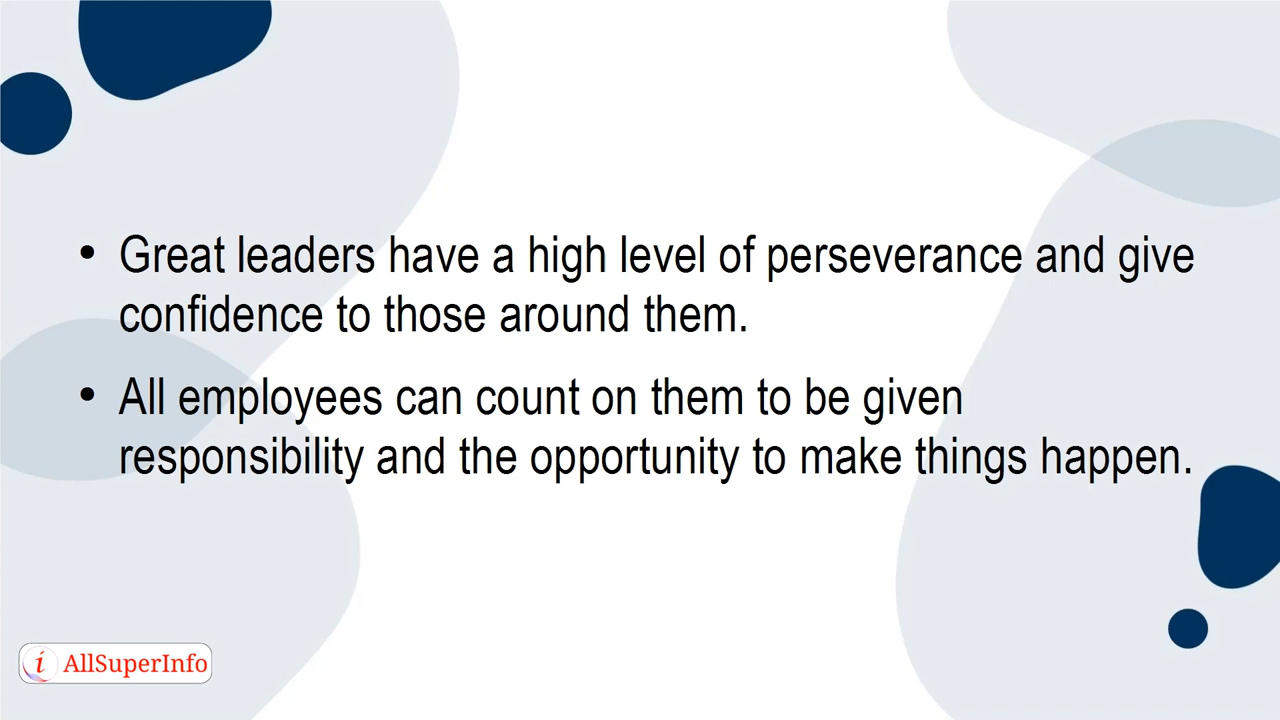 • Great leaders have a high level of perseverance and give
confidence to those around them.
• All employees can count on them to be given
responsibility and the opportunity to make things happen.
i AllSuperInfo